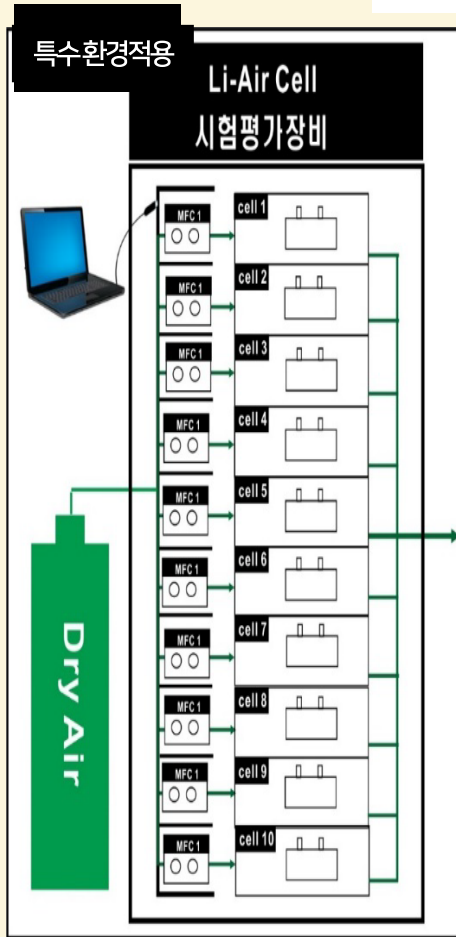 특수환경적용
Li-Air Cell
시험평가장비
MFC 1
cell 1
MFC 1
cell 2
MFC 1
cell 3
MFC 1
cell 4
MFC 1
cell 5
MFC 1
cell 6
MFC 1
cell 7
MFC 1
cell 8
MFC 1
cell 9
MFC 1
cell 10
Dry Air